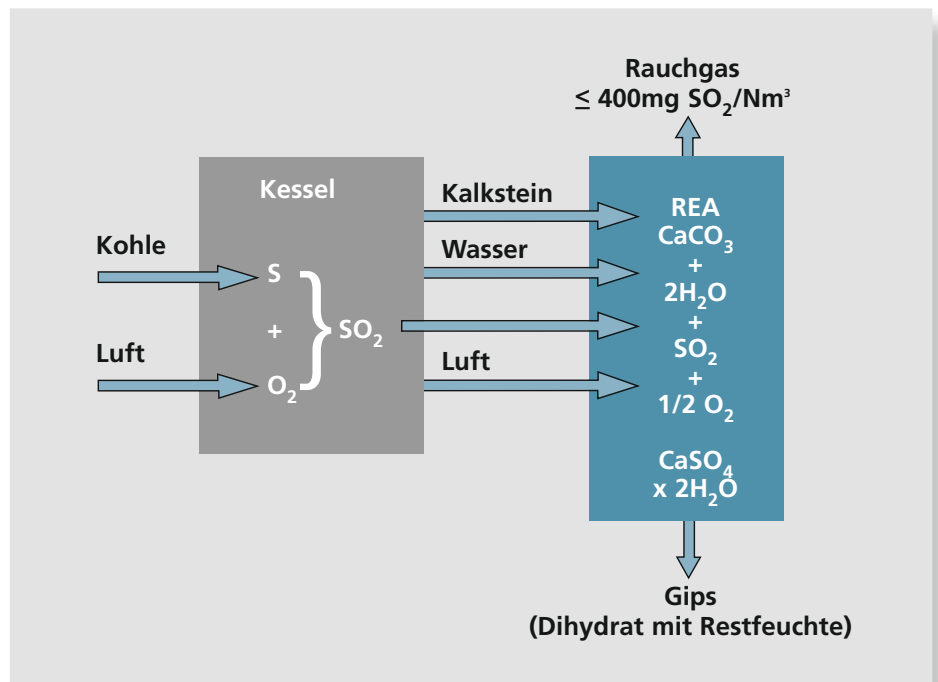 Rauchgas
≤ 400mg SO₂/Nm³
Kessel
Kohle
S
+
Luft
O₂
} SO₂
Kalkstein
Wasser
Luft
REA
CaCO₃
+
2H₂O
+
SO₂
+
1/2 O₂
CaSO₄
x 2H₂O
Gips
(Dihydrat mit Restfeuchte)